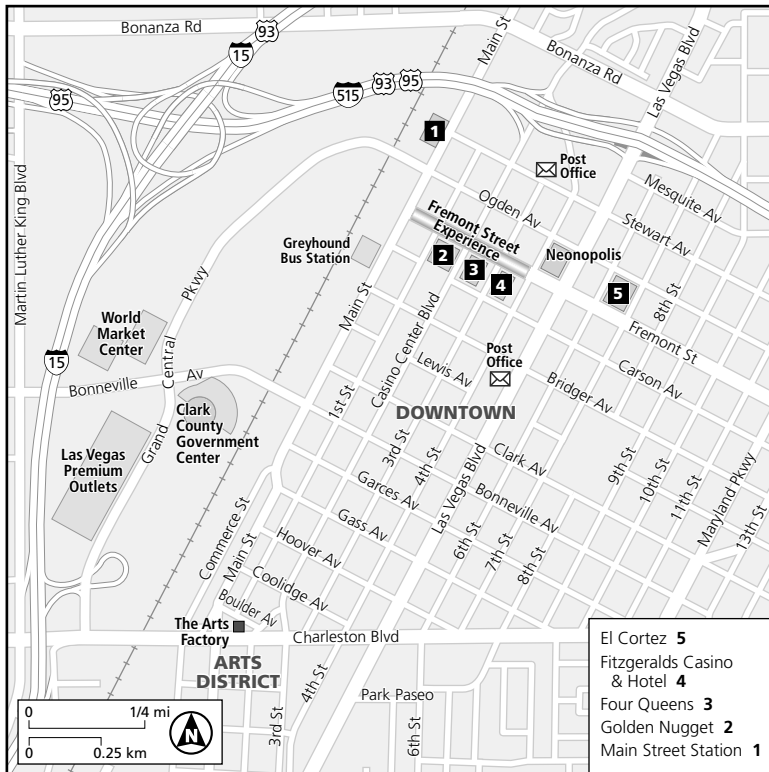 Bonanza Rd
93
15
95
515
93
95
Main St
Bonanza Rd
Las Vegas Blvd
Martin Luther King Blvd
1
Post
Office
Mesquite Av
Ogden Av
Stewart Av
Fremont Street
Experience
Greyhound
Bus Station
2
3
4
Neonopolis
5
8th St
Pkwy
Main St
World
Market
Center
15
Central
Casino Center Blvd
Fremont St
Post
Office
Lewis Av
Carson Av
Bonneville Av
Bridger Av
1st St
DOWNTOWN
Clark
County
Government
Center
Grand
Las Vegas
Premium
Outlets
3rd St
4th St
Clark Av
9th St
10th St
11th St
Maryland Pkwy
13th St
Garces Av
Bonneville Av
Las Vegas Blvd
Gass Av
6th St
7th St
8th St
Commerce St
Main St
Hoover Av
Coolidge Av
Boulder Av
The Arts
Factory
Charleston Blvd
ARTS
DISTRICT
4th St
3rd St
Park Paseo
6th St
0 1/4 mi
0 0.25 km
N
El Cortez 5
Fitzgeralds Casino
& Hotel 4
Four Queens 3
Golden Nugget 2
Main Street Station 1